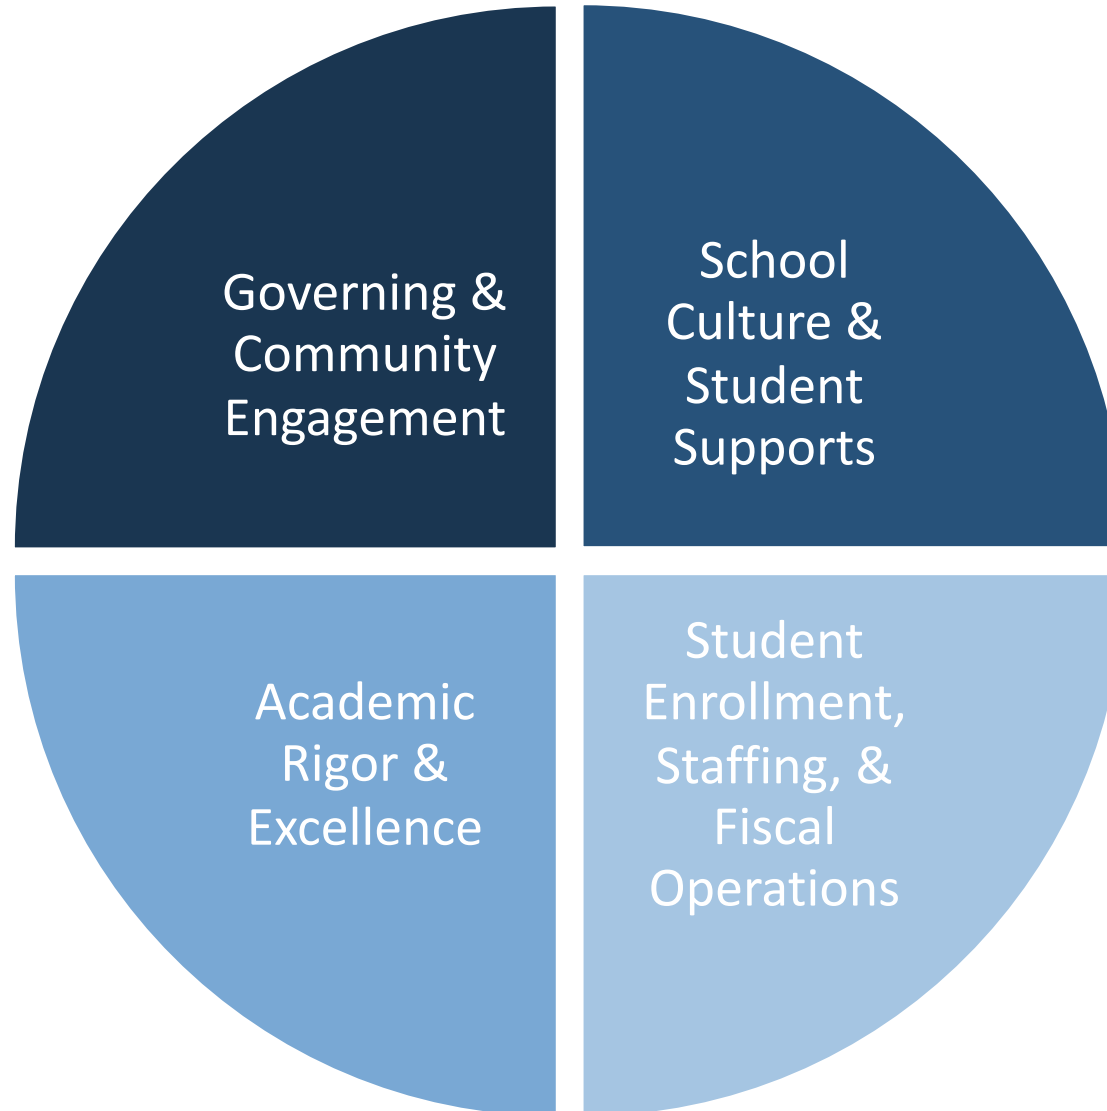 Governing &
Community
Engagement
School
Culture &
Student
Supports
Academic
Rigor &
Excellence
Student
Enrollment,
Staffing, &
Fiscal
Operations